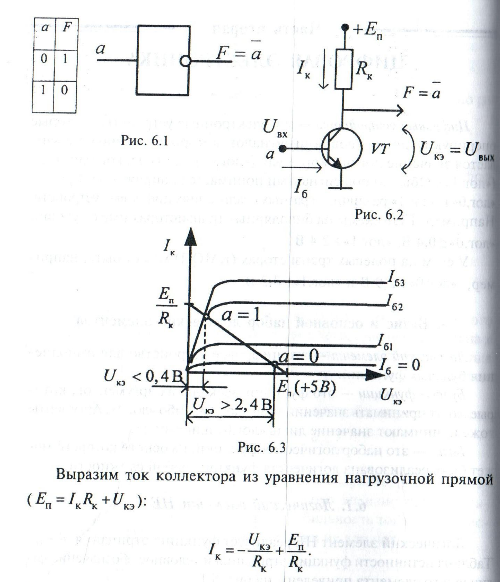 a F
0 1
1 0
a
F = a̅
Рис. 6.1
+Eп
Iк
Rк
F = a̅
Uвх
a
VT
Uкэ = Uвых
Iб
Рис. 6.2
Iк
Eп/Rк
Iб3
Iб2
a = 1
Iб1
a = 0
Iб = 0
Uкэ < 0,4 В
Eп (+5В)
Uкэ
Uкэ > 2,4 В
Рис. 6.3
Выразим ток коллектора из уравнения нагрузочной прямой
(Eп = IкRк + Uкэ):
Iк = −Uкэ/Rк + Eп/Rк.